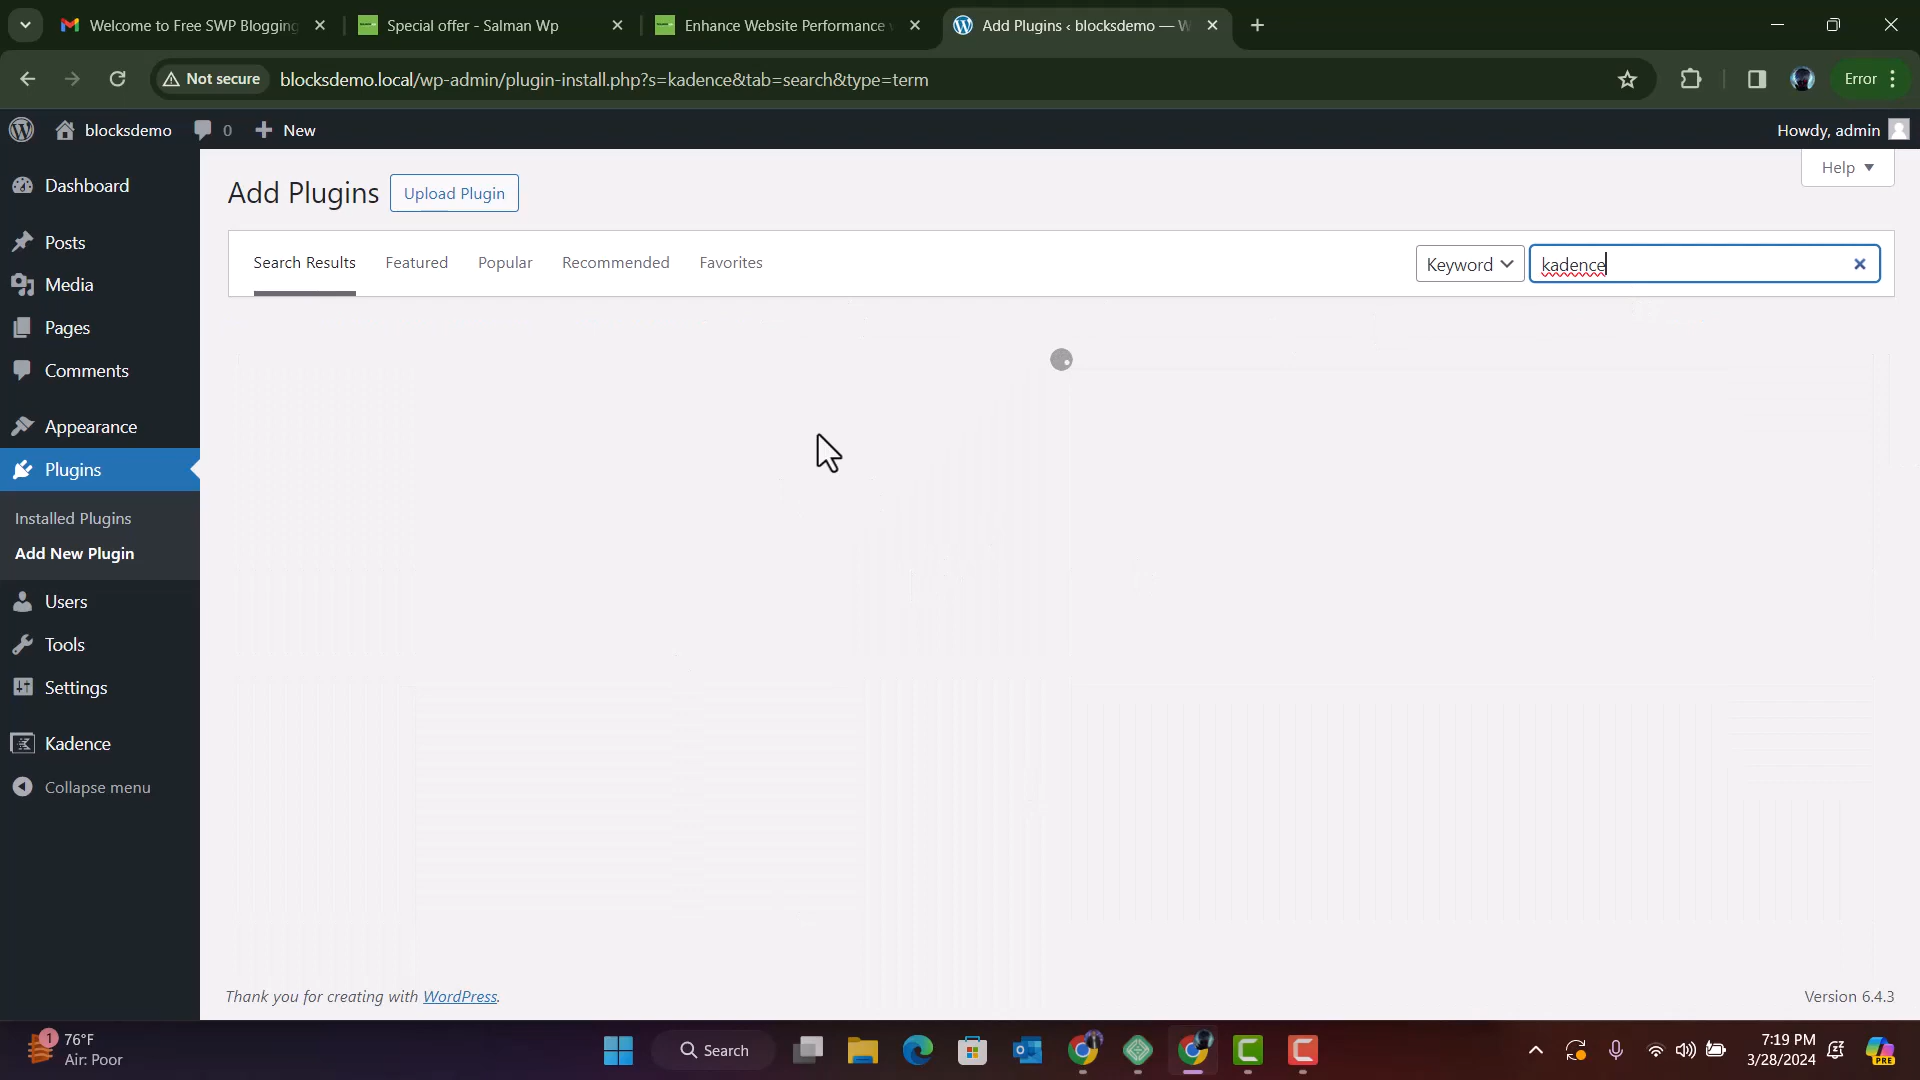 Welcome to Free SWP Blogging
Special offer - Salman Wp
Enhance Website Performance
Add Plugins ‹ blocksdemo —
Not secure
blocksdemo.local/wp-admin/plugin-install.php?s=kadence&tab=search&type=term
Error
blocksdemo
0
New
Howdy, admin
Dashboard
Posts
Media
Pages
Comments
Appearance
Plugins
Installed Plugins
Add New Plugin
Users
Tools
Settings
Kadence
Collapse menu
Add Plugins
Upload Plugin
Help
Search Results
Featured
Popular
Recommended
Favorites
Keyword
kadence
Thank you for creating with WordPress.
Version 6.4.3
1
76°F
Air: Poor
Search
7:19 PM
3/28/2024
PRE